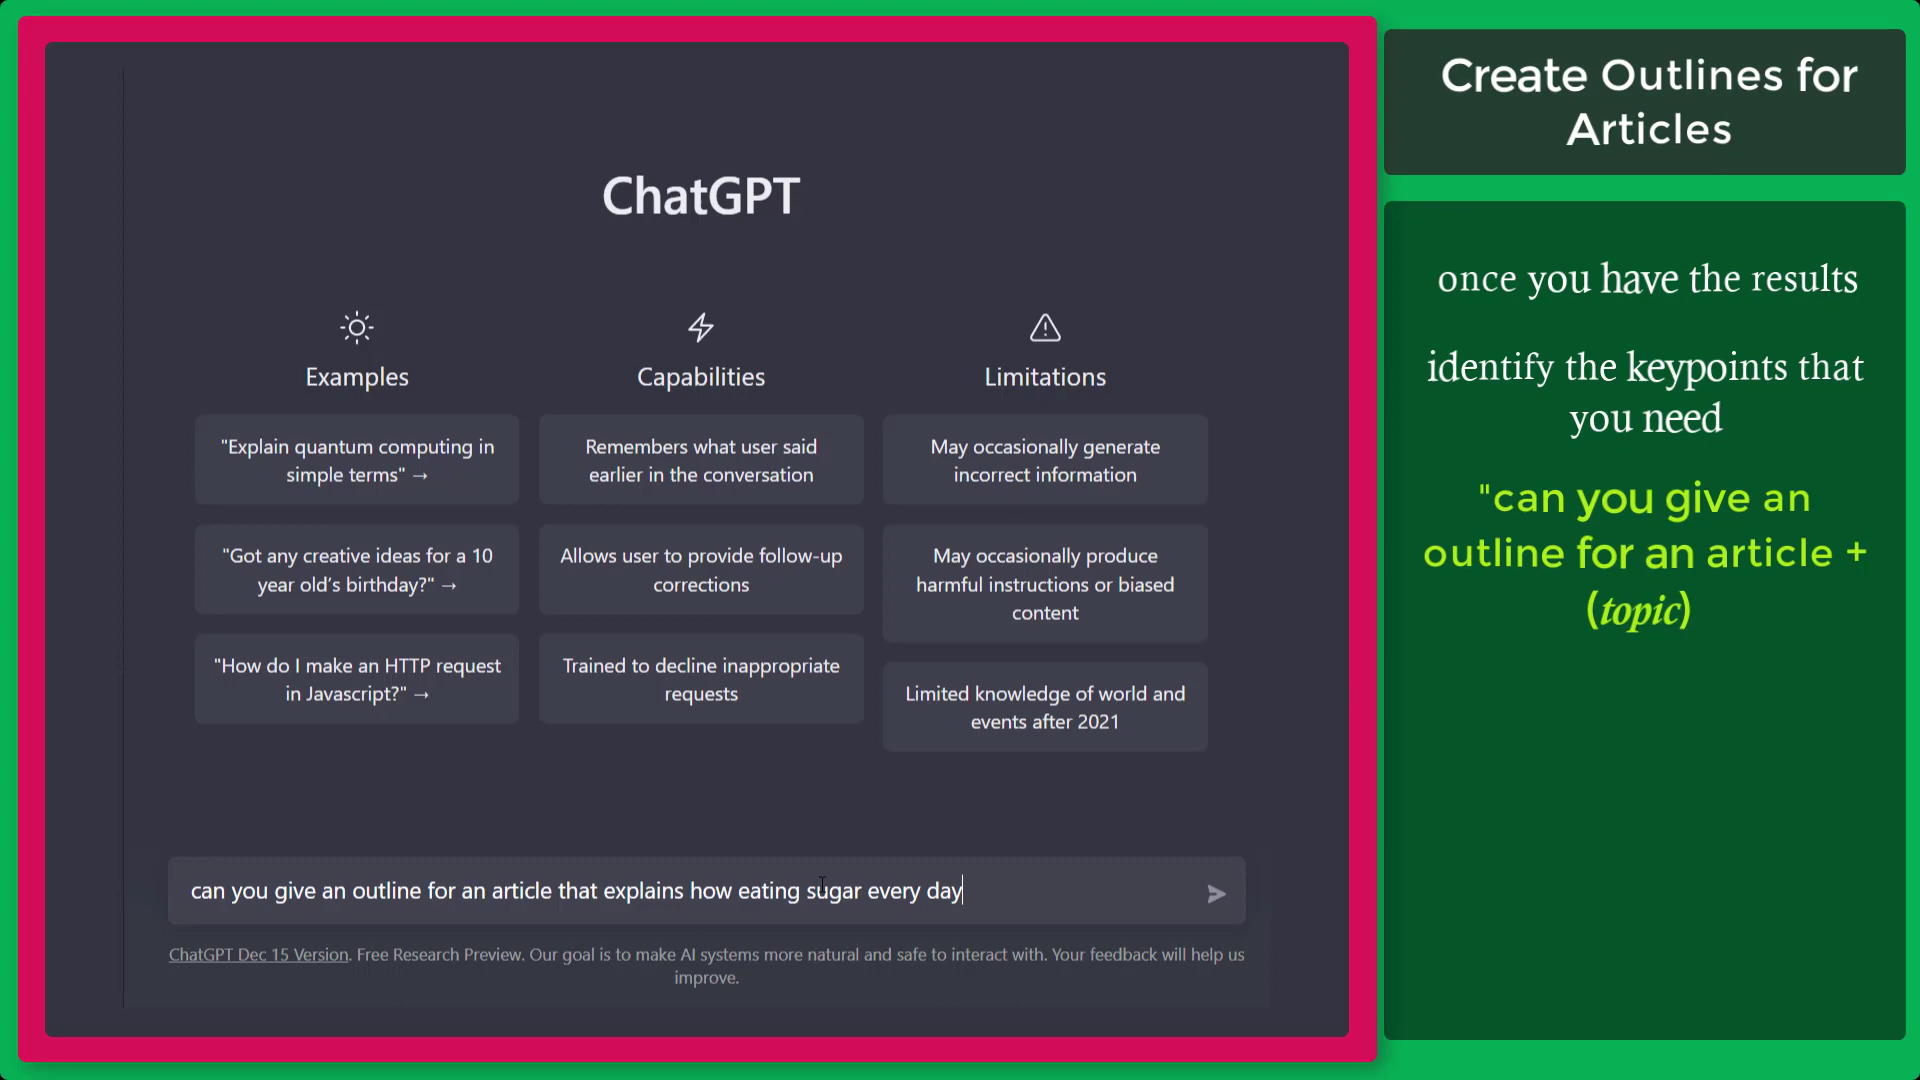 ChatGPT
Examples
"Explain quantum computing in
simple terms" →
"Got any creative ideas for a 10
year old’s birthday?" →
"How do I make an HTTP request
in Javascript?" →
Capabilities
Remembers what user said
earlier in the conversation
Allows user to provide follow-up
corrections
Trained to decline inappropriate
requests
Limitations
May occasionally generate
incorrect information
May occasionally produce
harmful instructions or biased
content
Limited knowledge of world and
events after 2021
can you give an outline for an article that explains how eating sugar every day
ChatGPT Dec 15 Version. Free Research Preview. Our goal is to make AI systems more natural and safe to interact with. Your feedback will help us
improve.
Create Outlines for
Articles
once you have the results
identify the keypoints that
you need
"can you give an
outline for an article +
(topic)